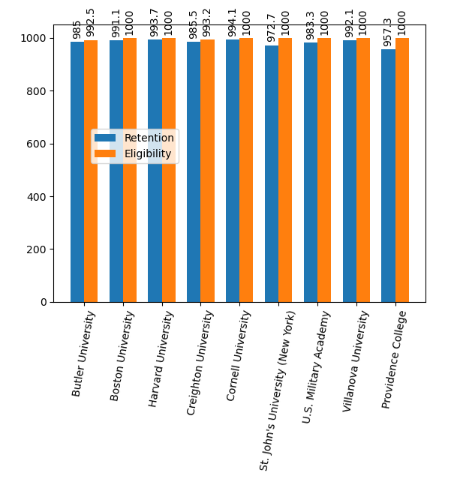 985
992.5
991.1
1000
993.7
1000
985.5
993.2
994.1
1000
972.7
1000
983.3
1000
992.1
1000
957.3
1000
1000
800
600
400
200
0
Retention
Eligibility
Butler University
Boston University
Harvard University
Creighton University
Cornell University
St. John's University (New York)
U.S. Military Academy
Villanova University
Providence College